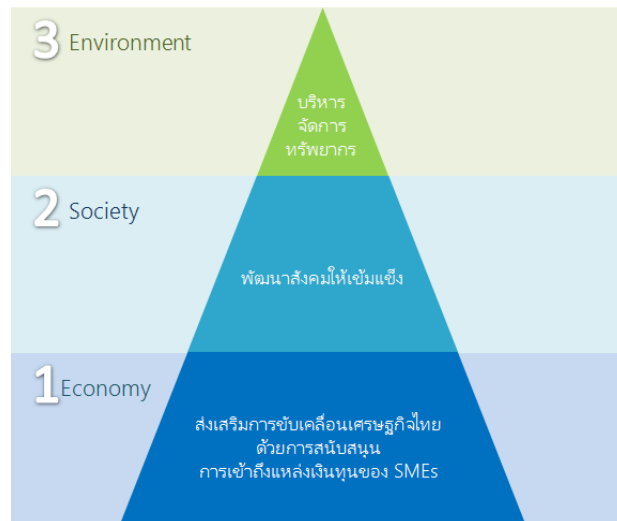 3 Environment
บริหาร
จัดการ
ทรัพยากร
2 Society
พัฒนาสังคมให้เข้มแข็ง
1 Economy
ส่งเสริมการขับเคลื่อนเศรษฐกิจไทย
ด้วยการสนับสนุน
การเข้าถึงแหล่งเงินทุนของ SMEs